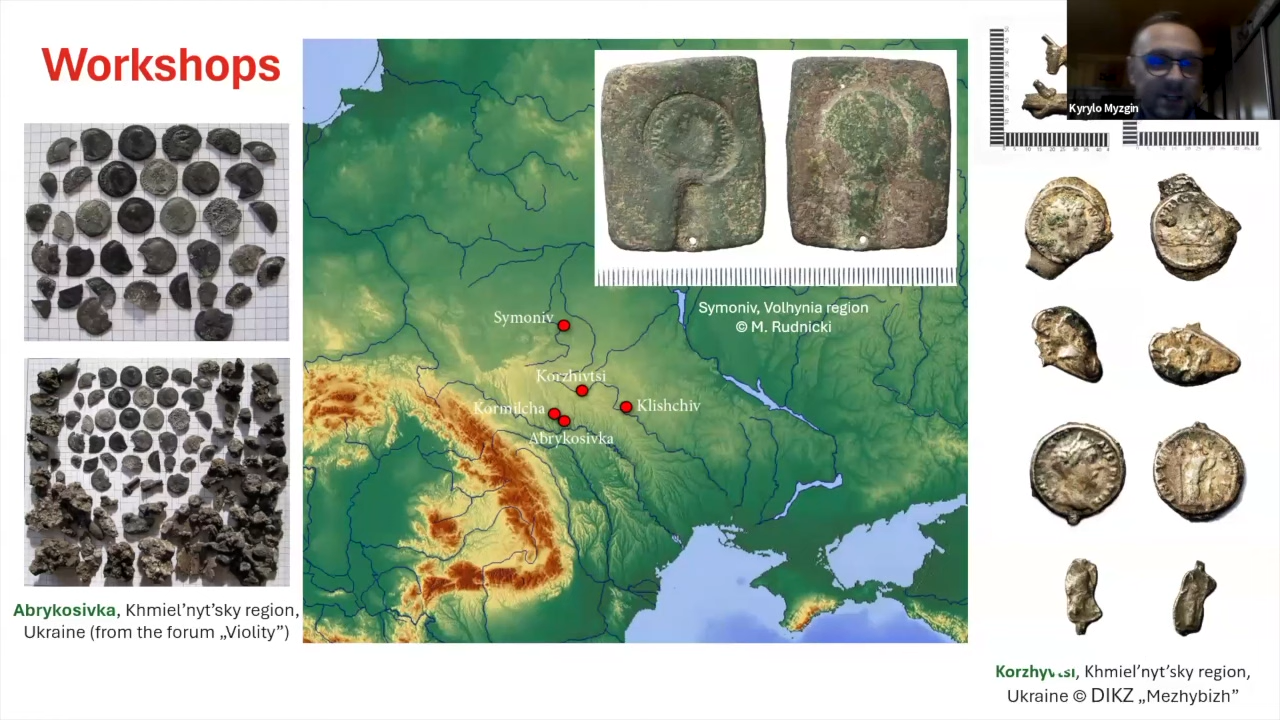 Workshops
Kyrylo Myzgin
Symoniv, Volhynia region
© M. Rudnicki
Symoniv
Korzhivtsi
Kormilcha
Klishchiv
Abrykosivka
Abrykosivka, Khmiel’nyt’sky region,
Ukraine (from the forum „Violity”)
Khmiel’nyt’sky region,
Ukraine © DIKZ „Mezhybizh”